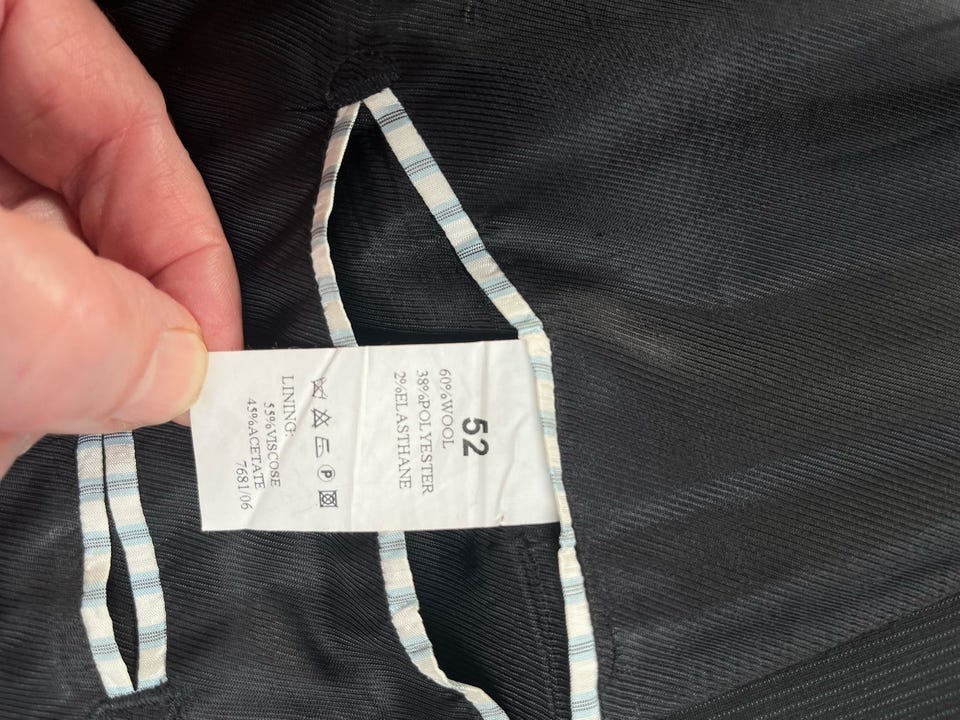 52
60%WOOL
38%POLYESTER
2%ELASTHANE
P
LINING:
55%VISCOSE
45%ACETATE
7681/06